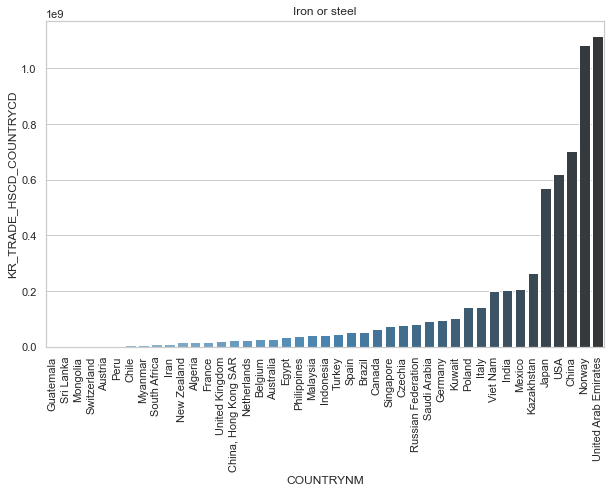 Iron or steel
1e9
KR_TRADE_HSCD_COUNTRYCD
1.0
0.8
0.6
0.4
0.2
0.0
Guatemala
Sri Lanka
Mongolia
Switzerland
Austria
Peru
Chile
Myanmar
South Africa
Iran
New Zealand
Algeria
France
United Kingdom
China, Hong Kong SAR
Netherlands
Belgium
Australia
Egypt
Philippines
Malaysia
Indonesia
Turkey
Spain
Brazil
Canada
Singapore
Czechia
Russian Federation
Saudi Arabia
Germany
Kuwait
Poland
Italy
Viet Nam
India
Mexico
Kazakhstan
Japan
USA
China
Norway
United Arab Emirates
COUNTRYNM